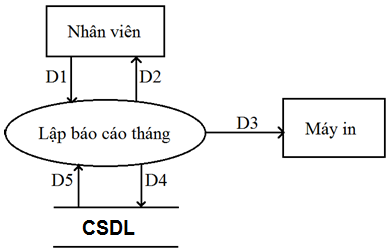 Nhân viên
D1
D2
Lập báo cáo tháng
D3
Máy in
D5
D4
CSDL